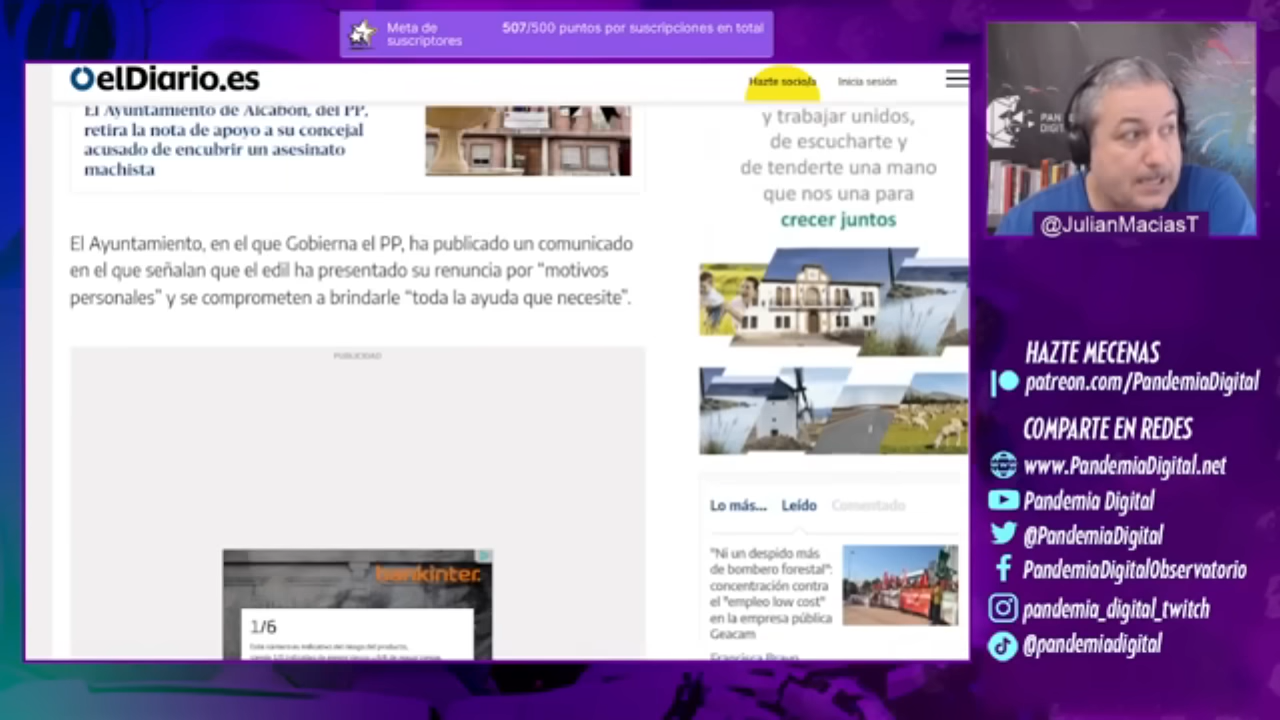 Meta de
suscriptores
507/500 puntos por suscripciones en total
elDiario.es
Hazte socio/a
Inicia sesión
El Ayuntamiento de Alcabón, del PP,
retira la nota de apoyo a su concejal
acusado de encubrir un asesinato
machista
El Ayuntamiento, en el que Gobierna el PP, ha publicado un comunicado
en el que señalan que el edil ha presentado su renuncia por “motivos
personales” y se comprometen a brindarle “toda la ayuda que necesite”.
PUBLICIDAD
bankinter.
1/6
y trabajar unidos,
de escucharte y
de tenderte una mano
que nos una para
crecer juntos
Lo más... Leído Comentado
"Ni un despido más
de bombero forestal":
concentración contra
el "empleo low cost"
en la empresa pública
Geacam
Francisca Bravo
PAN
DIGIT
@JulianMaciasT
HAZTE MECENAS
patreon.com/PandemiaDigital
COMPARTE EN REDES
www.PandemiaDigital.net
Pandemia Digital
@PandemiaDigital
PandemiaDigitalObservatorio
pandemia_digital_twitch
@pandemiadigital